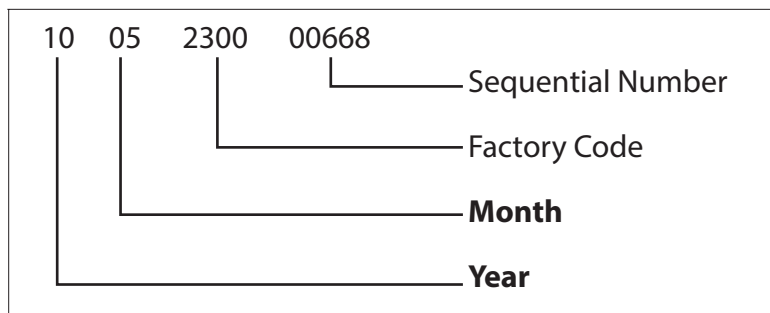 10 05 2300 00668
Sequential Number
Factory Code
Month
Year